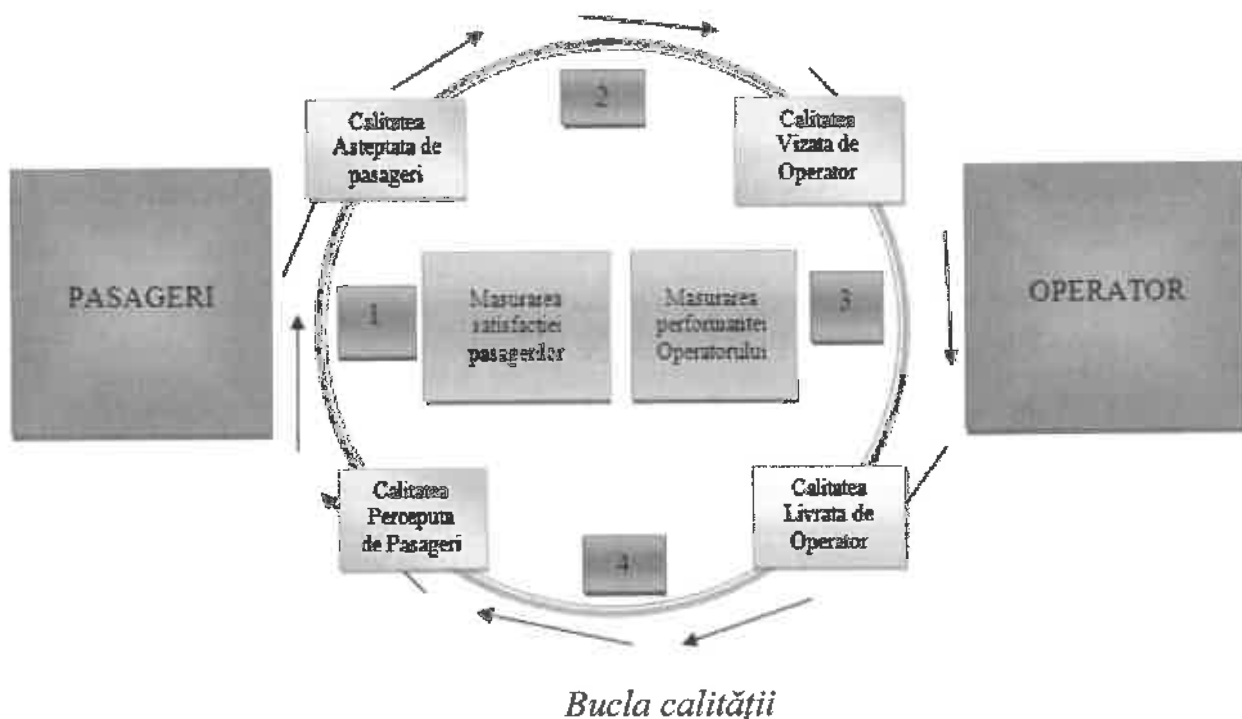 2
Calitatea
Asteptata de
pasageri
Calitatea
Vizata de
Operator
PASAGERI
1
Masurarea
satisfactiei
pasagerilor
Masurarea
performantei
Operatorului
3
OPERATOR
Calitatea
Perceputa
de Pasageri
Calitatea
Livrata de
Operator
4
Bucla calității